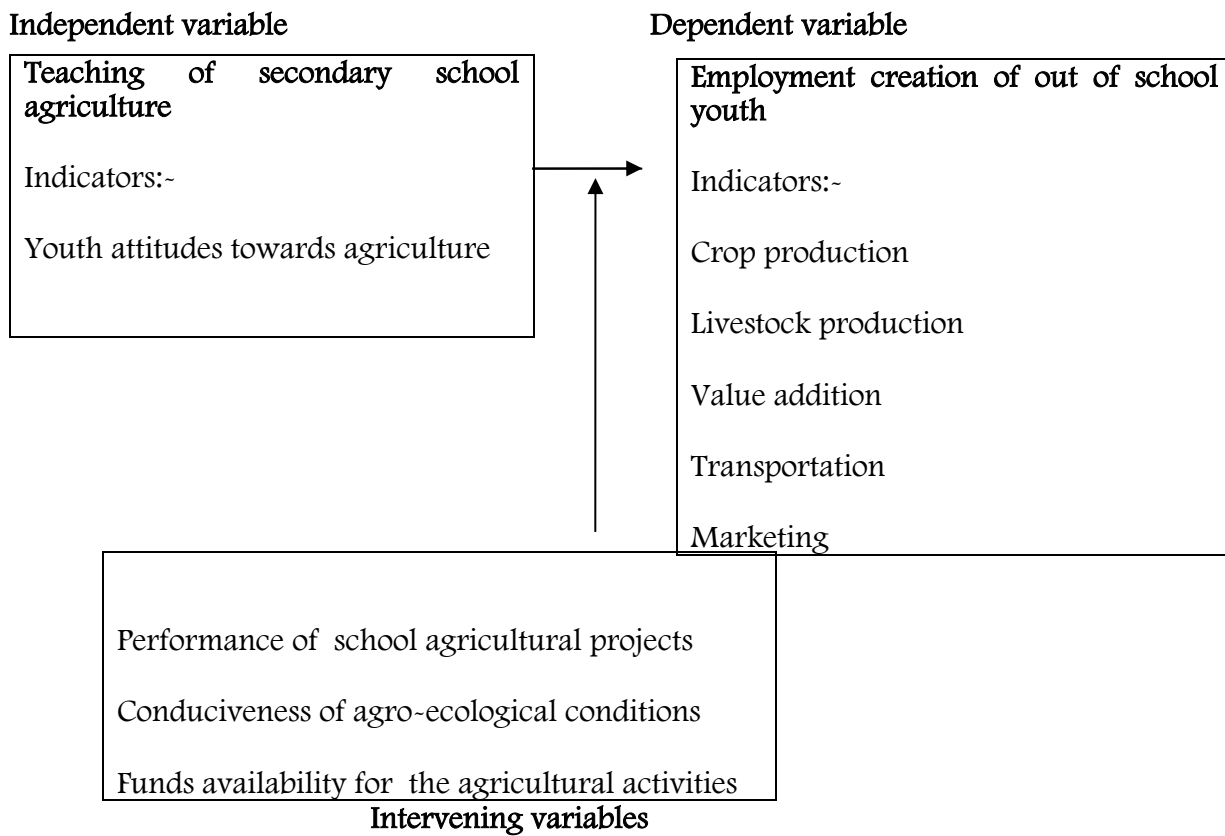 Independent variable
Teaching of secondary school
agriculture
Indicators:-
Youth attitudes towards agriculture
Dependent variable
Employment creation of out of school
youth
Indicators:-
Crop production
Livestock production
Value addition
Transportation
Marketing
Performance of school agricultural projects
Conduciveness of agro-ecological conditions
Funds availability for the agricultural activities
Intervening variables